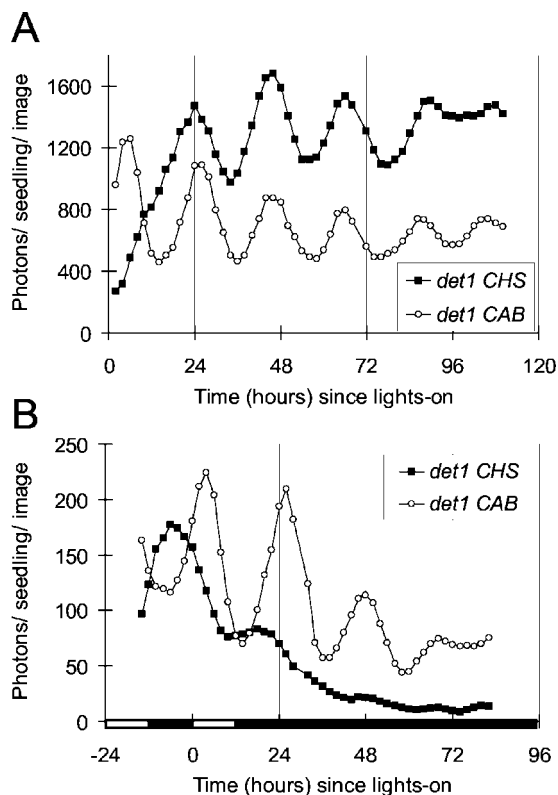 A
Photons/ seedling/ image
1600
1200
800
400
0
det1 CHS
det1 CAB
0 24 48 72 96 120
Time (hours) since lights-on
B
Photons/ seedling/ image
250
200
150
100
50
0
det1 CHS
det1 CAB
-24 0 24 48 72 96
Time (hours) since lights-on